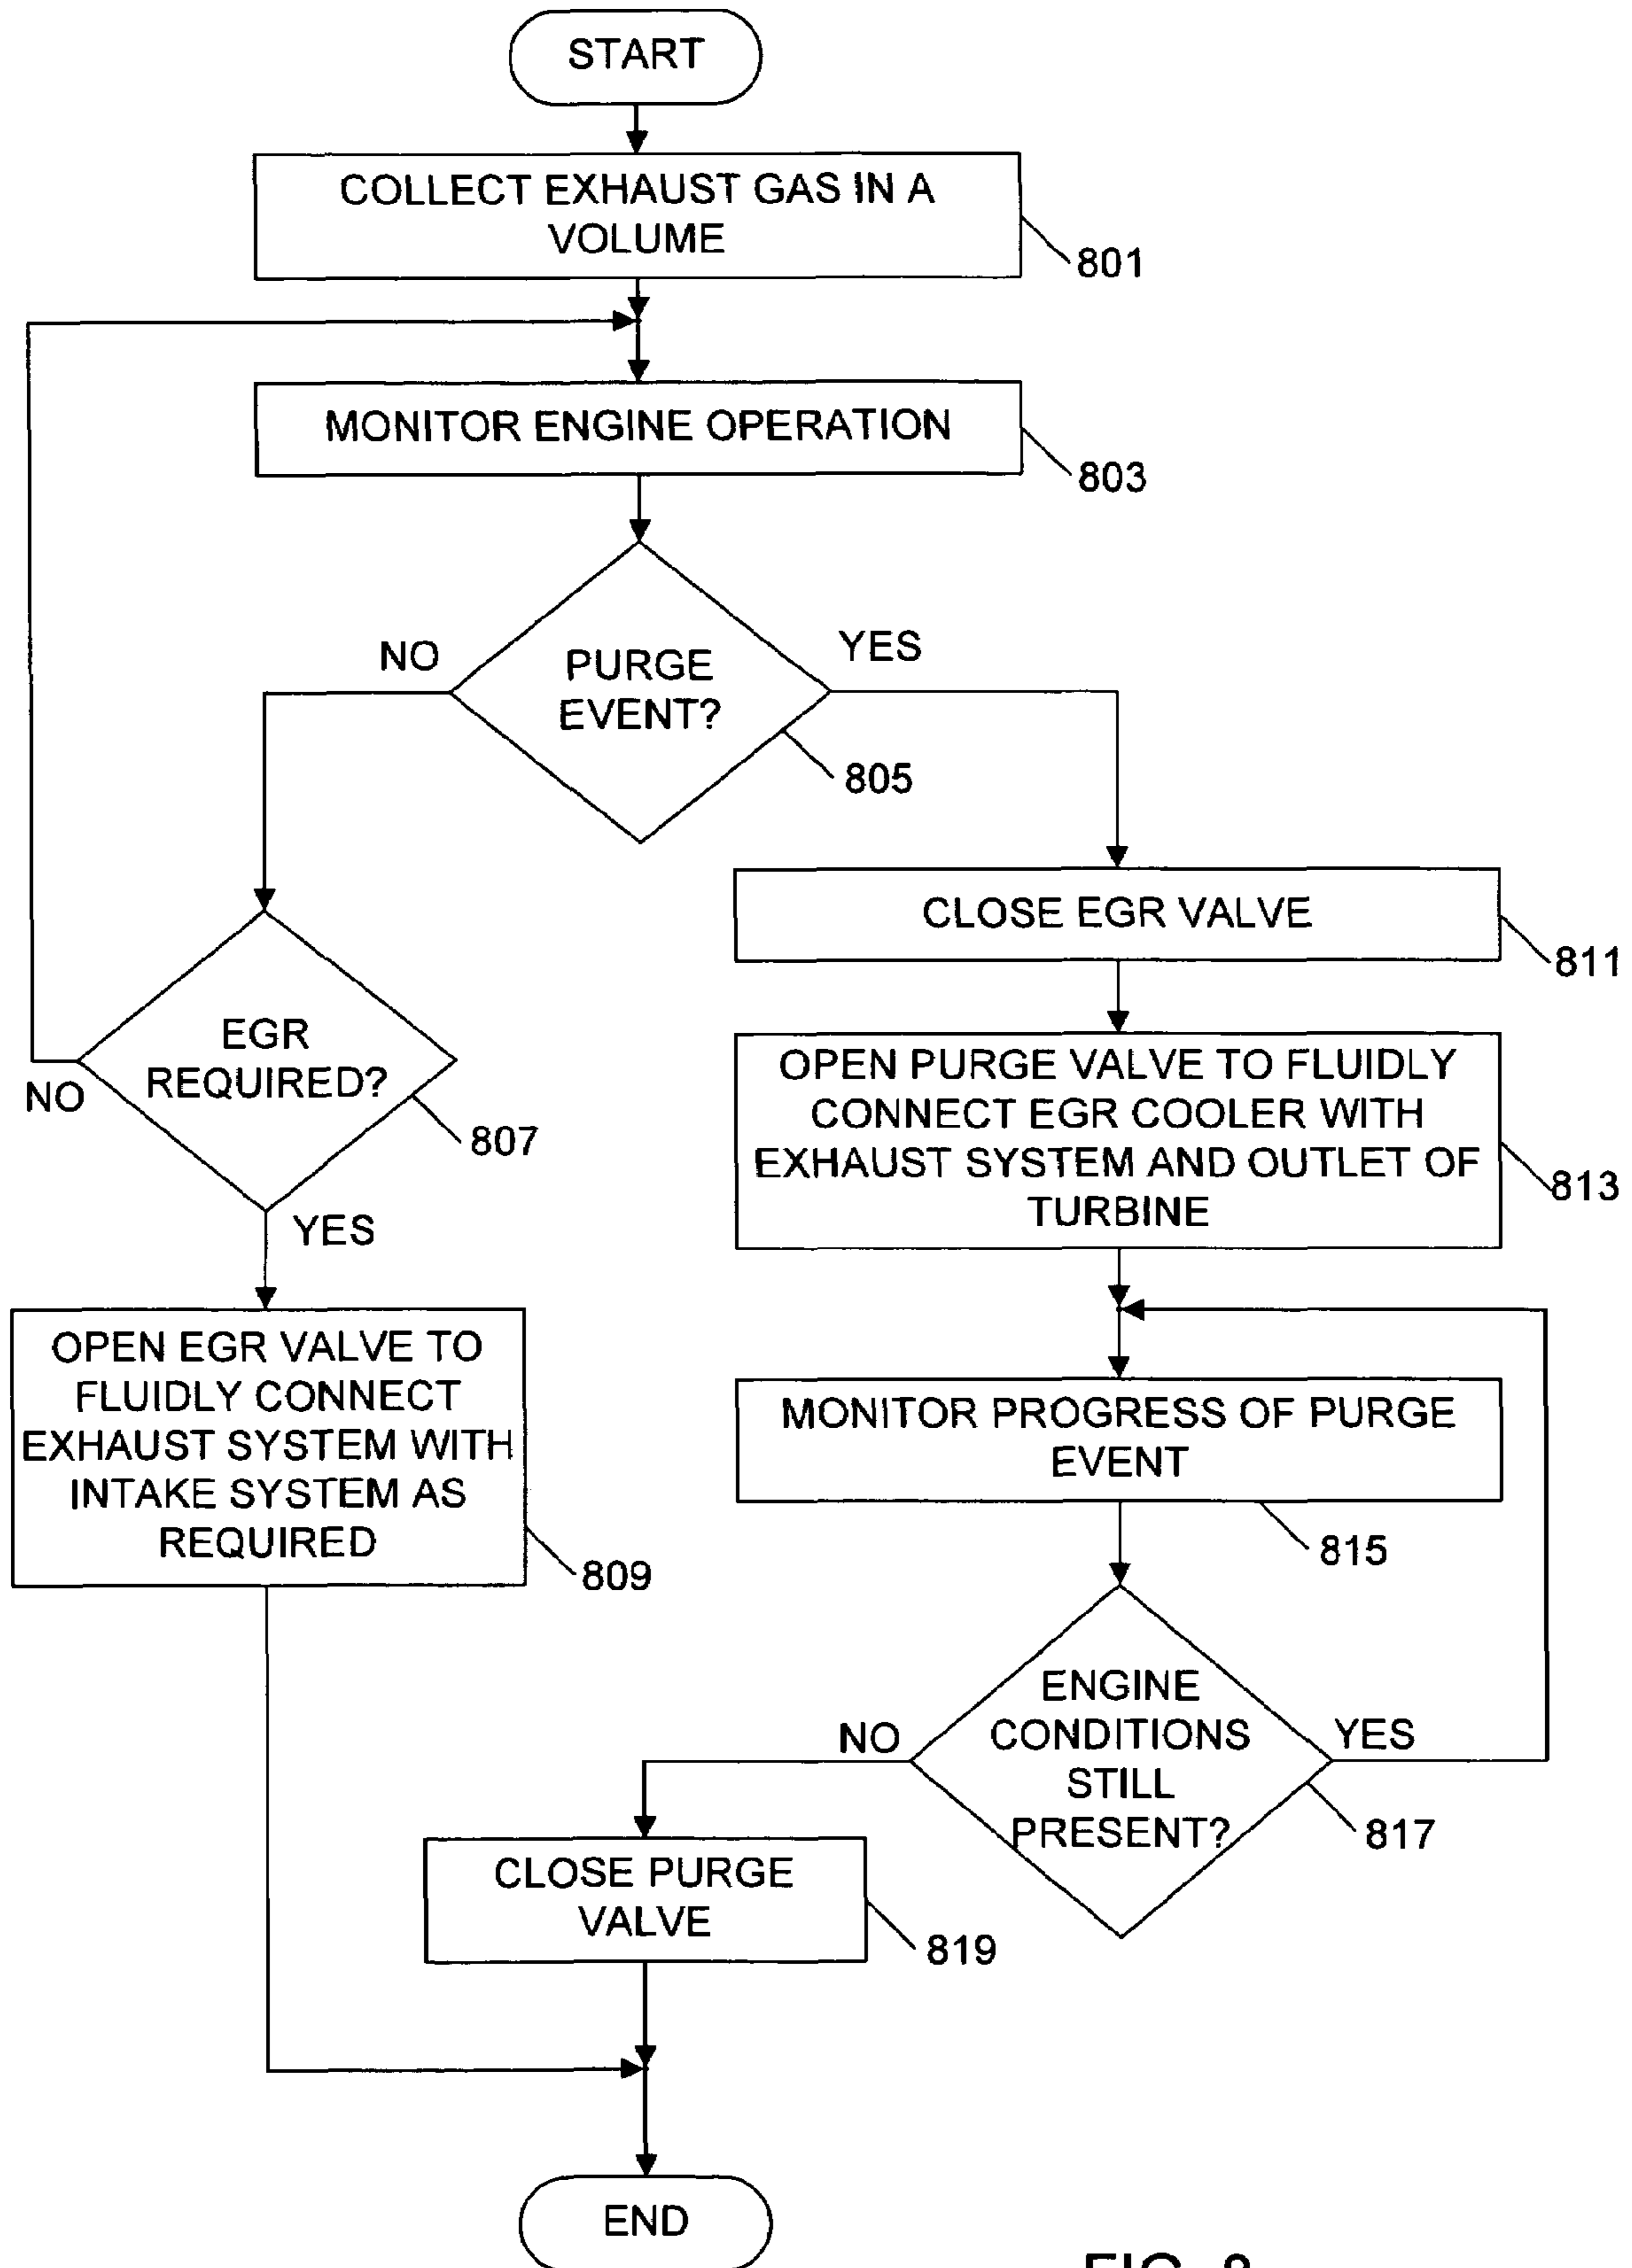 START
COLLECT EXHAUST GAS IN A
VOLUME
801
MONITOR ENGINE OPERATION
803
NO
YES
PURGE
EVENT?
805
CLOSE EGR VALVE
811
EGR
REQUIRED?
NO
807
YES
OPEN PURGE VALVE TO FLUIDLY
CONNECT EGR COOLER WITH
EXHAUST SYSTEM AND OUTLET OF
TURBINE
813
OPEN EGR VALVE TO
FLUIDLY CONNECT
EXHAUST SYSTEM WITH
INTAKE SYSTEM AS
REQUIRED
809
MONITOR PROGRESS OF PURGE
EVENT
815
ENGINE
CONDITIONS
STILL
PRESENT?
NO
YES
817
CLOSE PURGE
VALVE
819
END